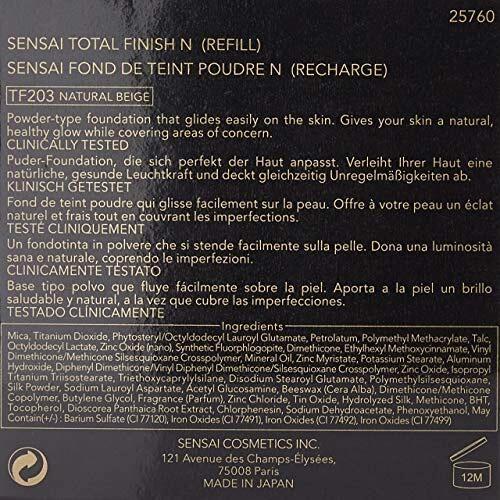 25760
SENSAI TOTAL FINISH N (REFILL)
SENSAI FOND DE TEINT POUDRE N (RECHARGE)
TF203 NATURAL BEIGE
Powder-type foundation that glides easily on the skin. Gives your skin a natural,
healthy glow while covering areas of concern.
CLINICALLY TESTED
Puder-Foundation, die sich perfekt der Haut anpasst. Verleiht Ihrer Haut eine
natürliche, gesunde Leuchtkraft und deckt gleichzeitig Unregelmäßigkeiten ab.
KLINISCH GETESTET
Fond de teint poudre qui glisse facilement sur la peau. Offre à votre peau un éclat
naturel et frais tout en couvrant les imperfections.
TESTÉ CLINIQUEMENT
Un fondotinta in polvere che si stende facilmente sulla pelle. Dona una luminosità
sana e naturale, coprendo le imperfezioni.
CLINICAMENTE TESTATO
Base tipo polvo que fluye fácilmente sobre la piel. Aporta a la piel un brillo
saludable y natural, a la vez que cubre las imperfecciones.
TESTADO CLÍNICAMENTE
Ingredients
Mica, Titanium Dioxide, Phytosteryl/Octyldodecyl Lauroyl Glutamate, Petrolatum, Polymethyl Methacrylate, Talc,
Octyldodecyl Lactate, Zinc Oxide (nano), Synthetic Fluorphlogopite, Dimethicone, Ethylhexyl Methoxycinnamate, Vinyl
Dimethicone/Methicone Silsesquioxane Crosspolymer, Mineral Oil, Zinc Myristate, Potassium Stearate, Aluminum
Hydroxide, Diphenyl Dimethicone/Vinyl Diphenyl Dimethicone/Silsesquioxane Crosspolymer, Zinc Oxide, Isopropyl
Titanium Triisostearate, Triethoxycaprylylsilane, Disodium Stearoyl Glutamate, Polymethylsilsesquioxane,
Silk Powder, Sodium Lauroyl Aspartate, Acetyl Glucosamine, Beeswax (Cera Alba), Dimethicone/Methicone
Copolymer, Butylene Glycol, Fragrance (Parfum), Zinc Chloride, Tin Oxide, Hydrolyzed Silk, Methicone, BHT,
Tocopherol, Dioscorea Panthaica Root Extract, Chlorphenesin, Sodium Dehydroacetate, Phenoxyethanol, May
Contain(+/-): Barium Sulfate (CI 77120), Iron Oxides (CI 77491), Iron Oxides (CI 77492), Iron Oxides (CI 77499)
SENSAI COSMETICS INC.
121 Avenue des Champs-Élysées,
75008 Paris
MADE IN JAPAN
12M